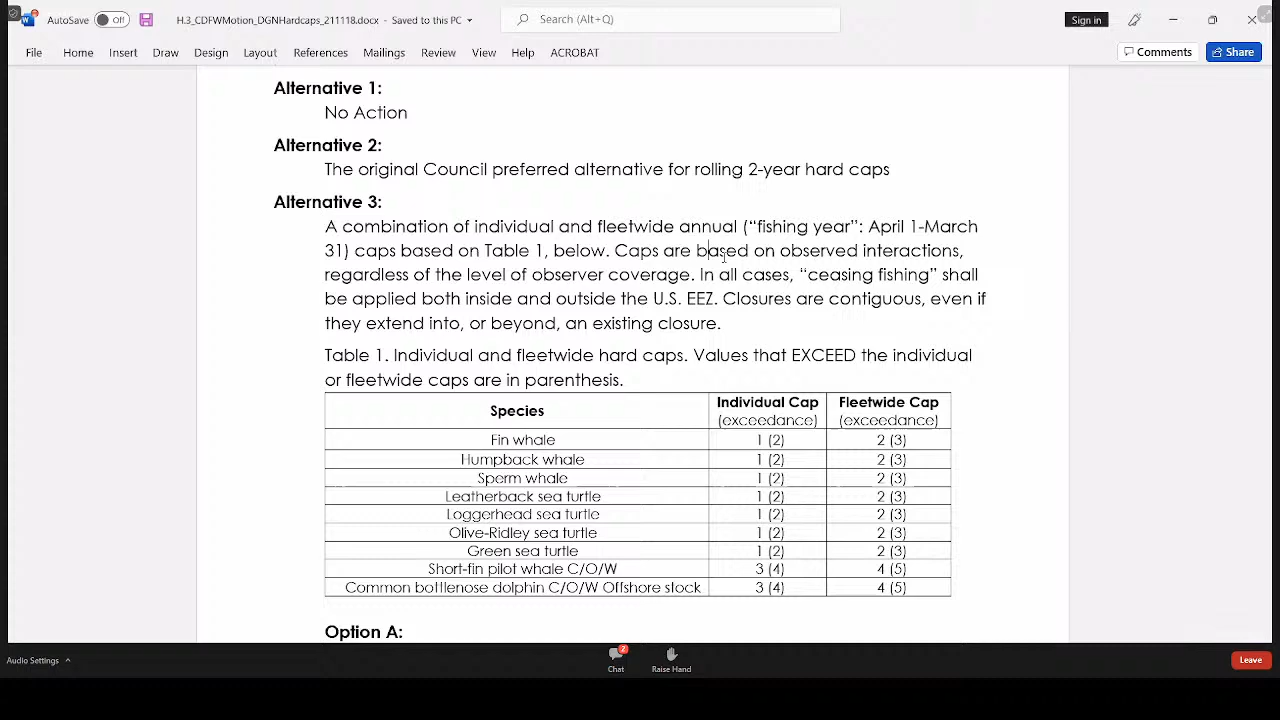 AutoSave Off H.3_CDFWMotion_DGNHardcaps_211118.docx - Saved to this PC Search (Alt+Q) Sign in
File Home Insert Draw Design Layout References Mailings Review View Help ACROBAT Comments Share
Alternative 1:
No Action
Alternative 2:
The original Council preferred alternative for rolling 2-year hard caps
Alternative 3:
A combination of individual and fleetwide annual (“fishing year”: April 1-March
31) caps based on Table 1, below. Caps are based on observed interactions,
regardless of the level of observer coverage. In all cases, “ceasing fishing” shall
be applied both inside and outside the U.S. EEZ. Closures are contiguous, even if
they extend into, or beyond, an existing closure.
Table 1. Individual and fleetwide hard caps. Values that EXCEED the individual
or fleetwide caps are in parenthesis.
Species Individual Cap (exceedance) Fleetwide Cap (exceedance)
Fin whale 1 (2) 2 (3)
Humpback whale 1 (2) 2 (3)
Sperm whale 1 (2) 2 (3)
Leatherback sea turtle 1 (2) 2 (3)
Loggerhead sea turtle 1 (2) 2 (3)
Olive-Ridley sea turtle 1 (2) 2 (3)
Green sea turtle 1 (2) 2 (3)
Short-fin pilot whale C/O/W 3 (4) 4 (5)
Common bottlenose dolphin C/O/W Offshore stock 3 (4) 4 (5)
Option A:
Audio Settings 2 Chat Raise Hand Leave